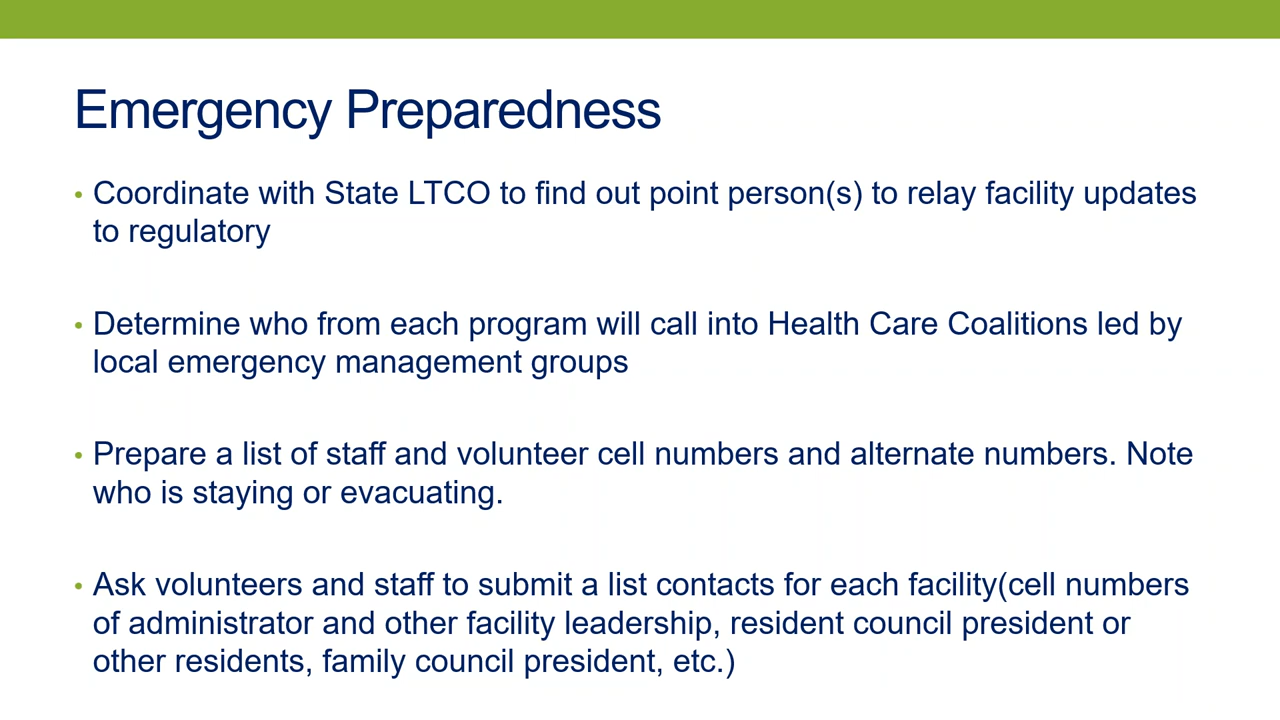 Emergency Preparedness
• Coordinate with State LTCO to find out point person(s) to relay facility updates
to regulatory
• Determine who from each program will call into Health Care Coalitions led by
local emergency management groups
• Prepare a list of staff and volunteer cell numbers and alternate numbers. Note
who is staying or evacuating.
• Ask volunteers and staff to submit a list contacts for each facility(cell numbers
of administrator and other facility leadership, resident council president or
other residents, family council president, etc.)